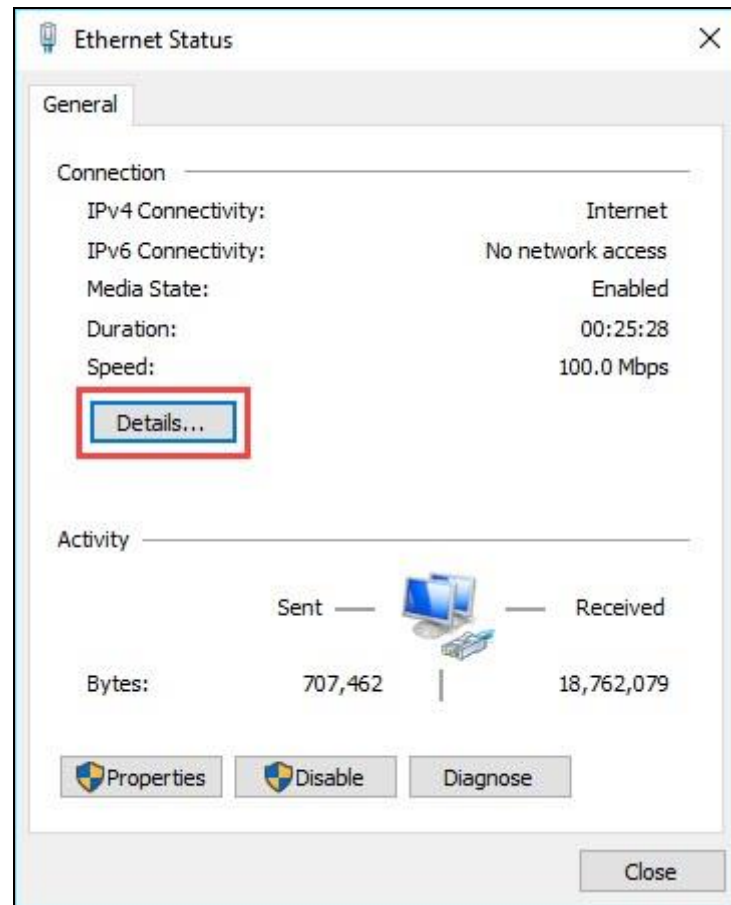 Ethernet Status
General
Connection
IPv4 Connectivity: Internet
IPv6 Connectivity: No network access
Media State: Enabled
Duration: 00:25:28
Speed: 100.0 Mbps
Details...
Activity
Sent Received
Bytes: 707,462 18,762,079
Properties Disable Diagnose
Close